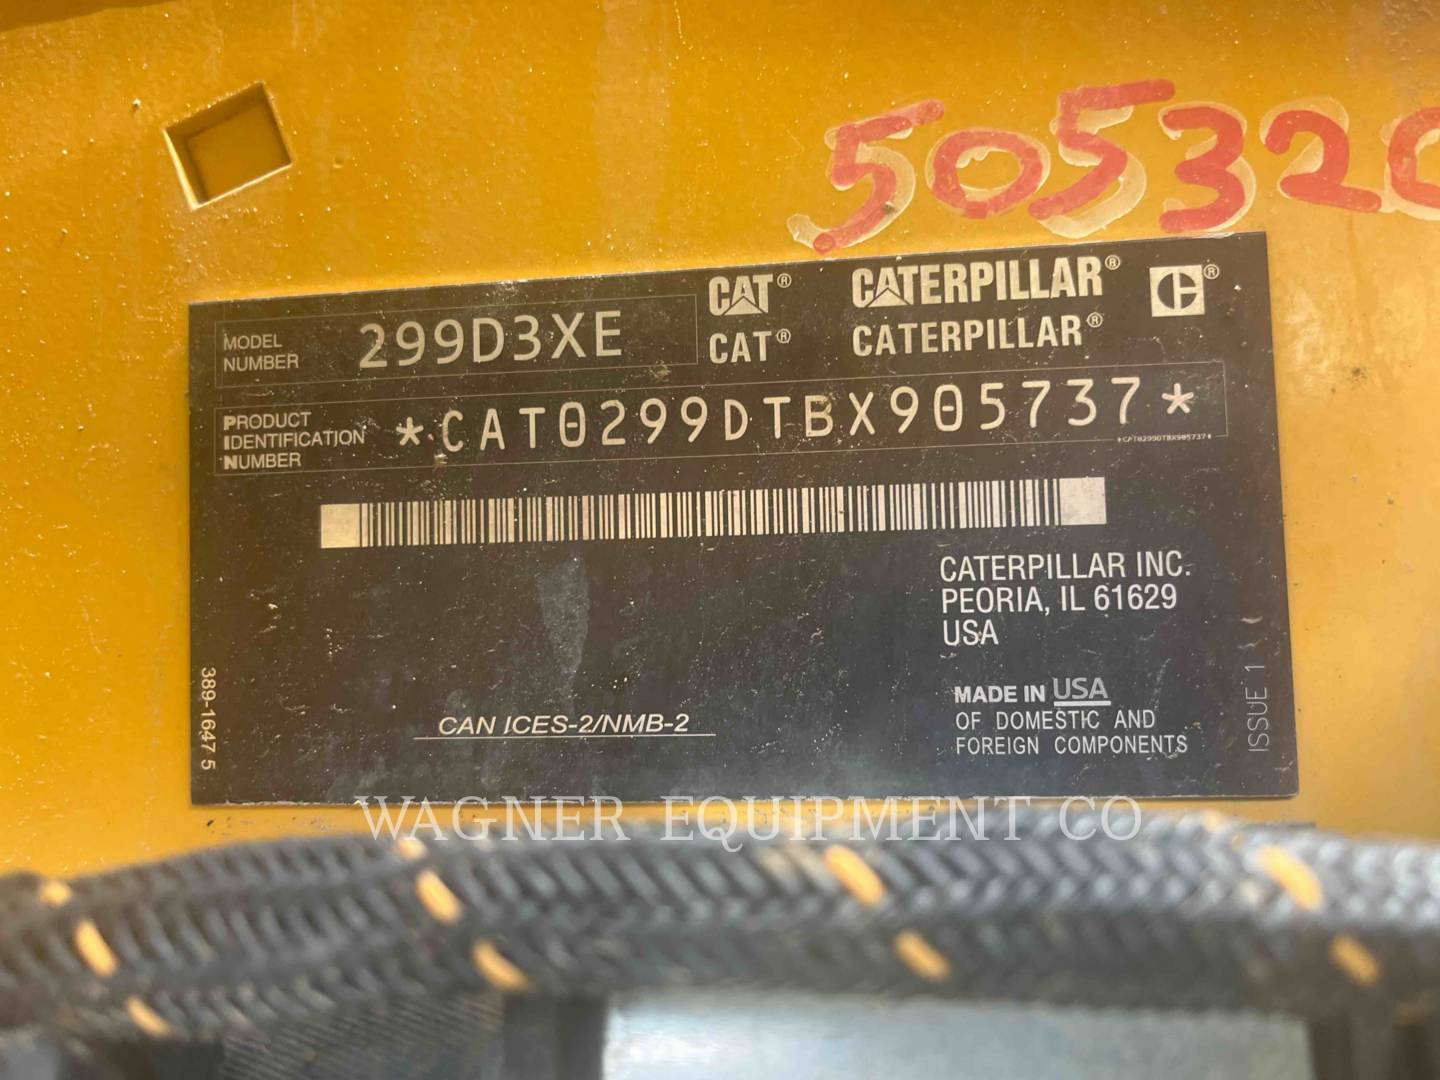 505320
CAT® CATERPILLAR® ®
MODEL NUMBER 299D3XE
CAT® CATERPILLAR®
PRODUCT IDENTIFICATION NUMBER *CAT0299DTBX905737*
*CAT0299DTBX905737*
CATERPILLAR INC.
PEORIA, IL 61629
USA
MADE IN USA
OF DOMESTIC AND
FOREIGN COMPONENTS
CAN ICES-2/NMB-2
389-1647 5
ISSUE 1
WAGNER EQUIPMENT CO